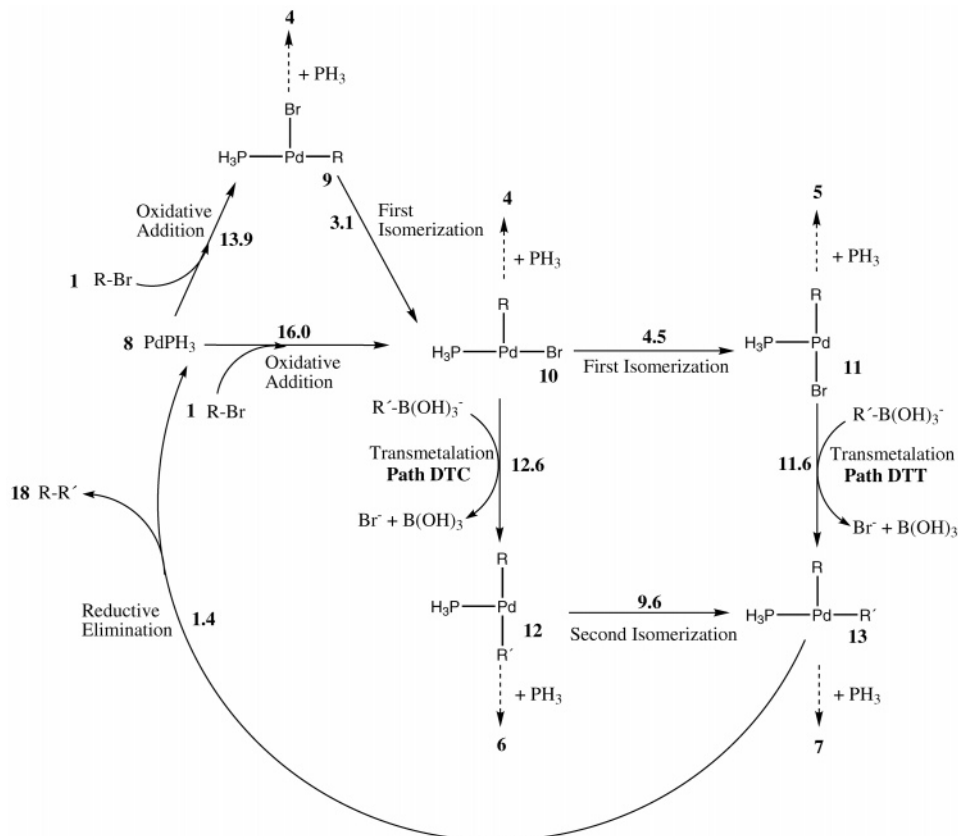 4
+ PH₃
Br
H₃P Pd R
9
Oxidative
Addition
13.9
3.1
First
Isomerization
1 R-Br
4
+ PH₃
5
+ PH₃
8 PdPH₃
16.0
Oxidative
Addition
1 R-Br
R
H₃P Pd Br
10
4.5
First Isomerization
R
H₃P Pd
11
Br
R´-B(OH)₃⁻
Transmetalation
Path DTC
12.6
Br⁻ + B(OH)₃
R´-B(OH)₃⁻
11.6
Transmetalation
Path DTT
Br⁻ + B(OH)₃
18 R-R´
Reductive
Elimination
1.4
R
H₃P Pd
12
R´
9.6
Second Isomerization
R
H₃P Pd R´
13
+ PH₃
6
+ PH₃
7